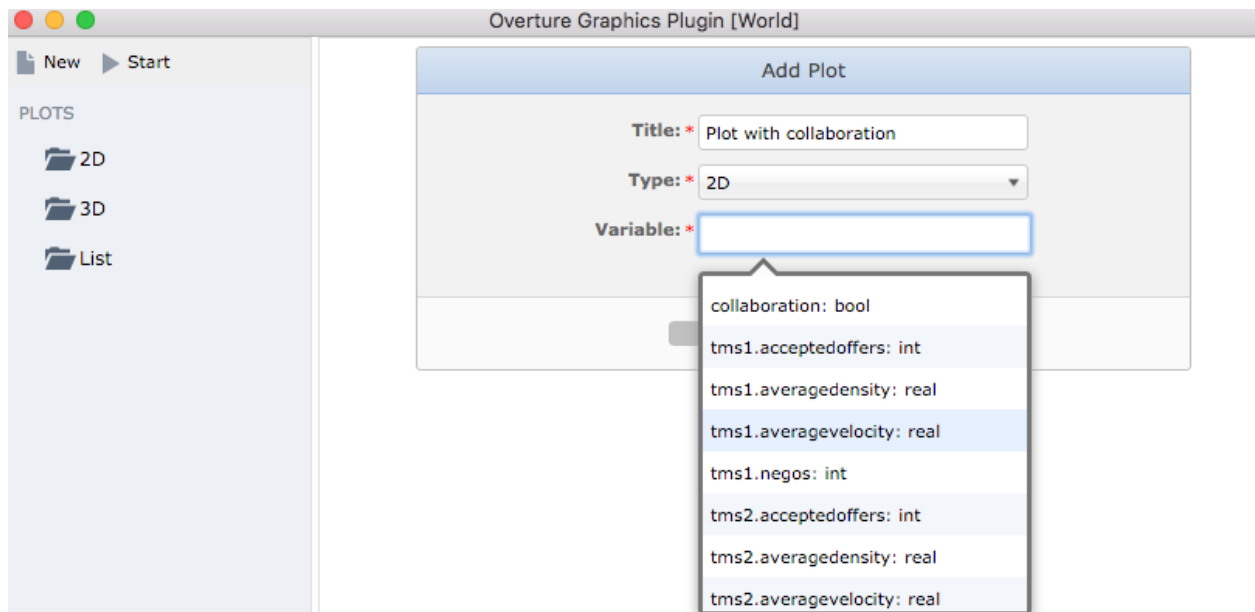 Overture Graphics Plugin [World]
New Start
PLOTS
2D
3D
List
Add Plot
Title: * Plot with collaboration
Type: * 2D
Variable: *
collaboration: bool
tms1.acceptedoffers: int
tms1.averagedensity: real
tms1.averagevelocity: real
tms1.negos: int
tms2.acceptedoffers: int
tms2.averagedensity: real
tms2.averagevelocity: real